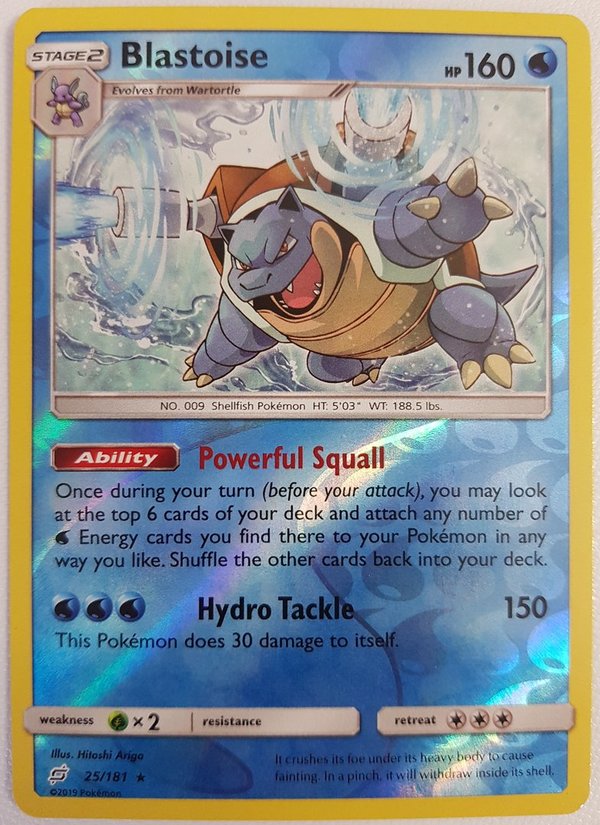 STAGE2 Blastoise HP160
Evolves from Wartortle
NO. 009 Shellfish Pokémon HT: 5'03" WT: 188.5 lbs.
Ability Powerful Squall
Once during your turn (before your attack), you may look
at the top 6 cards of your deck and attach any number of
Energy cards you find there to your Pokémon in any
way you like. Shuffle the other cards back into your deck.
Hydro Tackle 150
This Pokémon does 30 damage to itself.
weakness ×2 resistance retreat
Illus. Hitoshi Ariga
It crushes its foe under its heavy body to cause
fainting. In a pinch, it will withdraw inside its shell.
25/181 ★
©2019 Pokémon